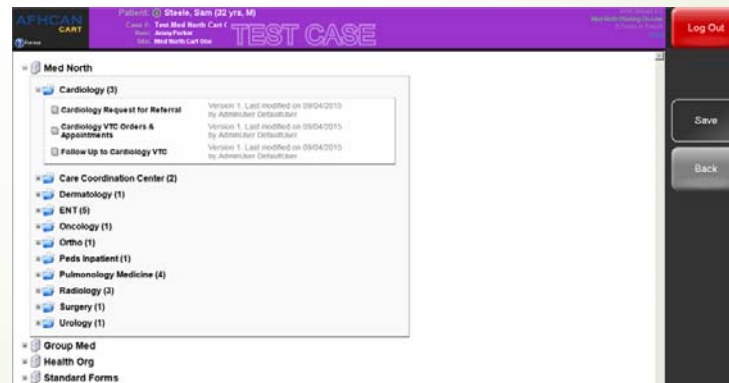 AFHCAN
CART
Forms
Patient: Steele, Sam (32 yrs, M)
Case #: Test Med North Cart (
Site: Med North Cart One
TEST CASE
Log Out
Save
Back
Med North
Cardiology (3)
Cardiology Request for Referral
Version 1. Last modified on 09/04/2015
by AdminUser DefaultUser
Cardiology VTC Orders &
Appointments
Version 1. Last modified on 09/04/2015
by AdminUser DefaultUser
Follow Up to Cardiology VTC
Version 1. Last modified on 09/04/2015
by AdminUser DefaultUser
Care Coordination Center (2)
Dermatology (1)
ENT (5)
Oncology (1)
Ortho (1)
Peds Inpatient (1)
Pulmonology Medicine (4)
Radiology (3)
Surgery (1)
Urology (1)
Group Med
Health Org
Standard Forms